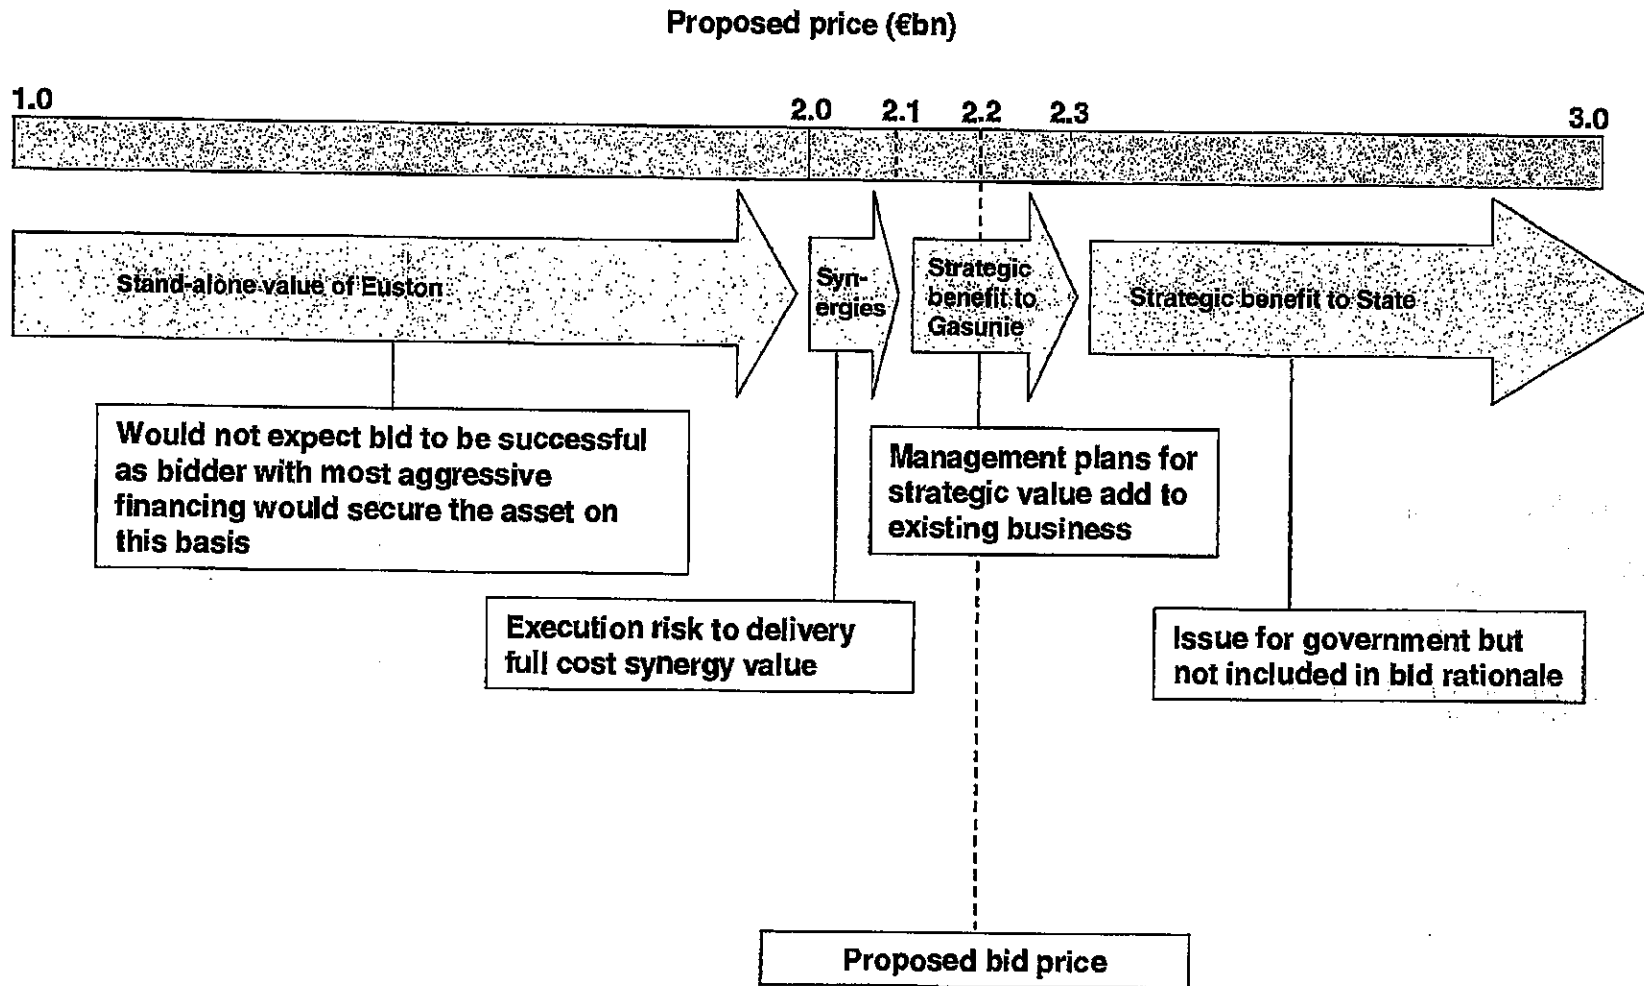 Proposed price (€bn)
1.0 2.0 2.1 2.2 2.3 3.0
Stand-alone value of Euston
Syn-
ergies
Strategic
benefit to
Gasunie
Strategic benefit to State
Would not expect bid to be successful
as bidder with most aggressive
financing would secure the asset on
this basis
Management plans for
strategic value add to
existing business
Execution risk to delivery
full cost synergy value
Issue for government but
not included in bid rationale
Proposed bid price